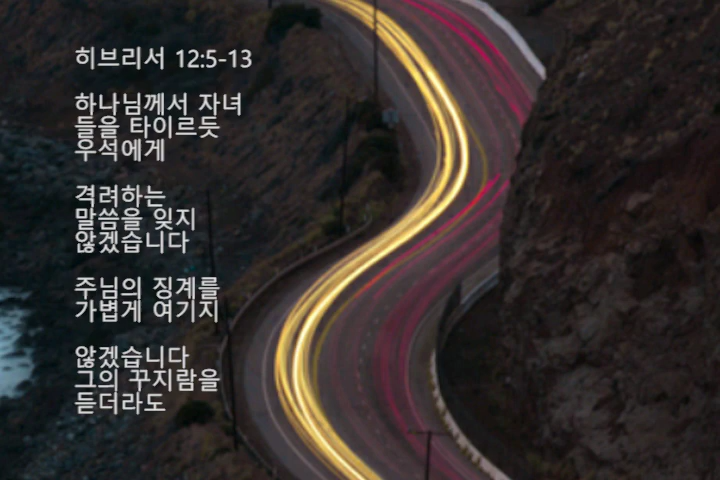 히브리서 12:5-13
하나님께서 자녀
들을 타이르듯
우석에게
격려하는
말씀을 잊지
않겠습니다
주님의 징계를
가볍게 여기지
않겠습니다
그의 꾸지람을
듣더라도